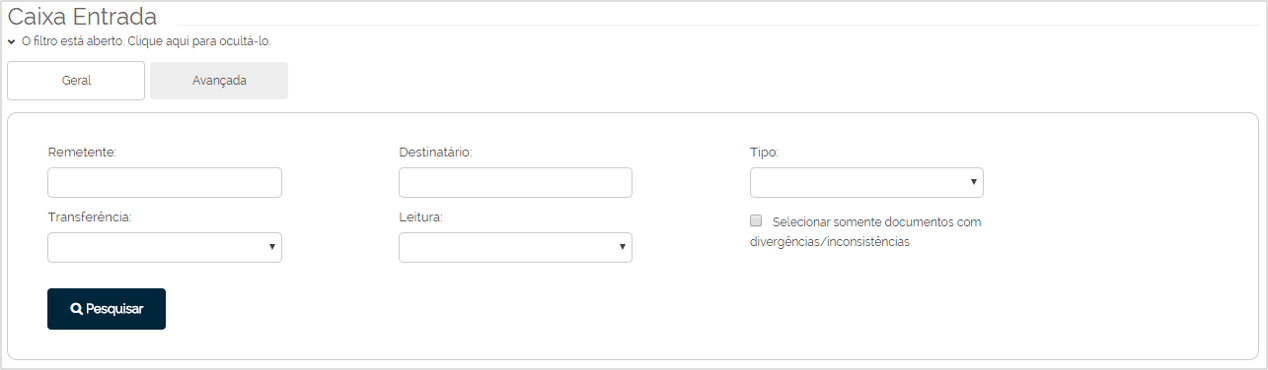 Caixa Entrada
O filtro está aberto. Clique aqui para ocultá-lo.
Geral Avançada
Remetente: Destinatário: Tipo:
Transferência: Leitura: Selecionar somente documentos com
divergências/inconsistências
Pesquisar